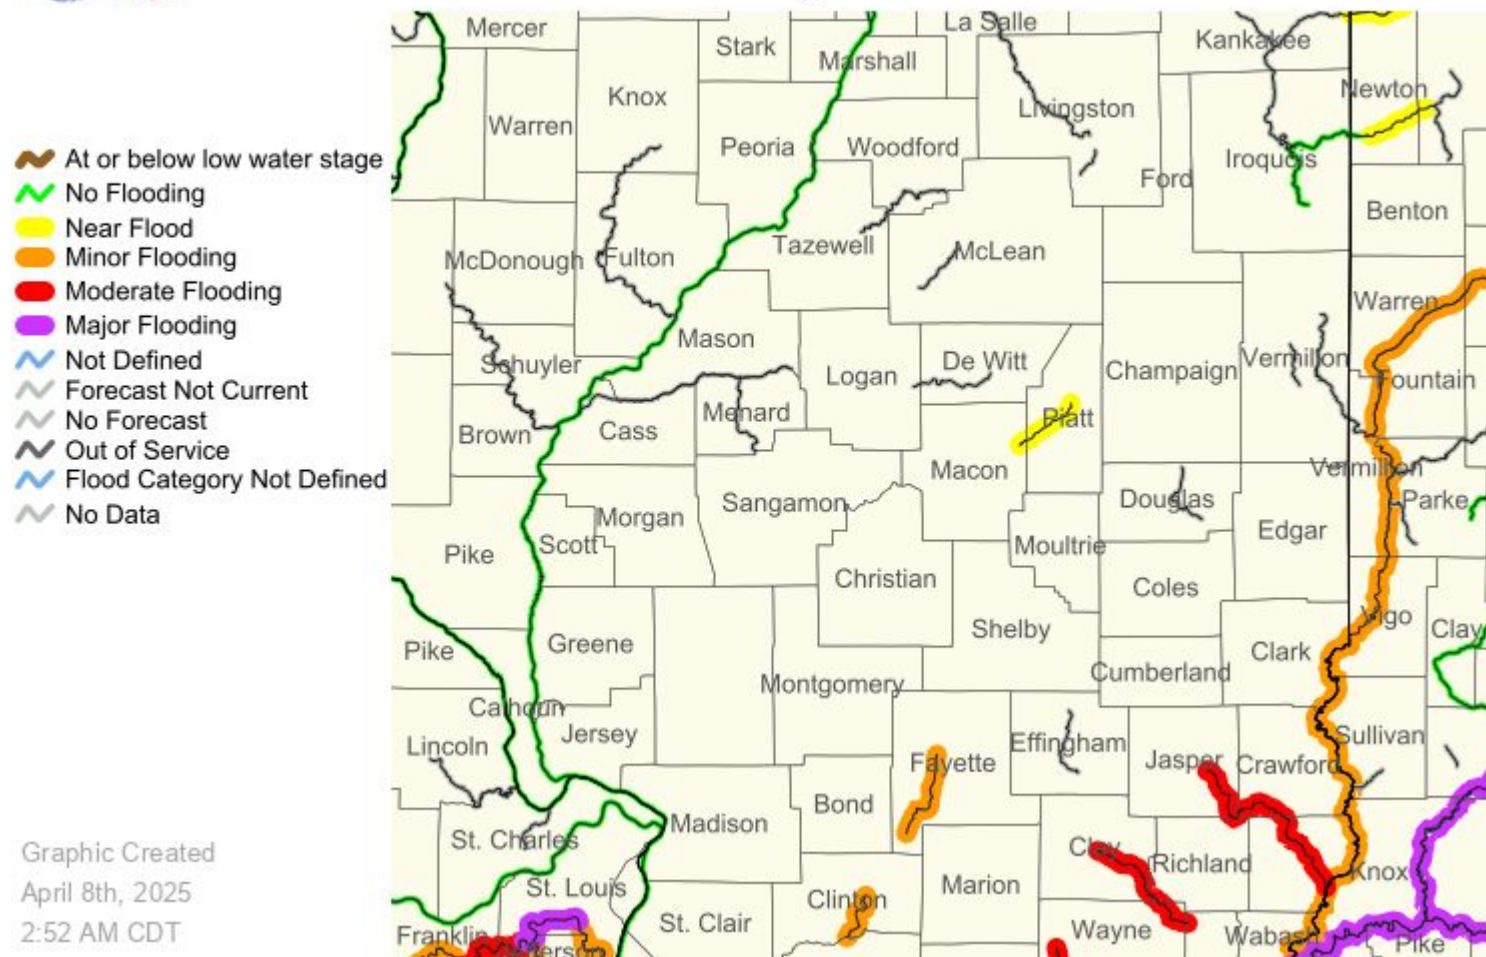 At or below low water stage
No Flooding
Near Flood
Minor Flooding
Moderate Flooding
Major Flooding
Not Defined
Forecast Not Current
No Forecast
Out of Service
Flood Category Not Defined
No Data
Graphic Created
April 8th, 2025
2:52 AM CDT
Mercer
La Salle
Kankakee
Stark
Marshall
Newton
Knox
Livingston
Warren
Peoria
Woodford
Iroquois
Ford
Benton
McDonough
Fulton
Tazewell
McLean
Warren
Mason
Schuyler
De Witt
Vermilion
Logan
Champaign
Fountain
Menard
Piatt
Brown
Cass
Macon
Vermillion
Sangamon
Douglas
Parke
Morgan
Pike
Scott
Moultrie
Edgar
Christian
Coles
Greene
Shelby
Vigo
Clay
Pike
Clark
Montgomery
Cumberland
Calhoun
Jersey
Lincoln
Effingham
Sullivan
Fayette
Jasper
Crawford
Bond
Madison
St. Charles
Clay
Richland
Knox
St. Louis
Clinton
Marion
St. Clair
Franklin
Wayne
Wabash
Pike